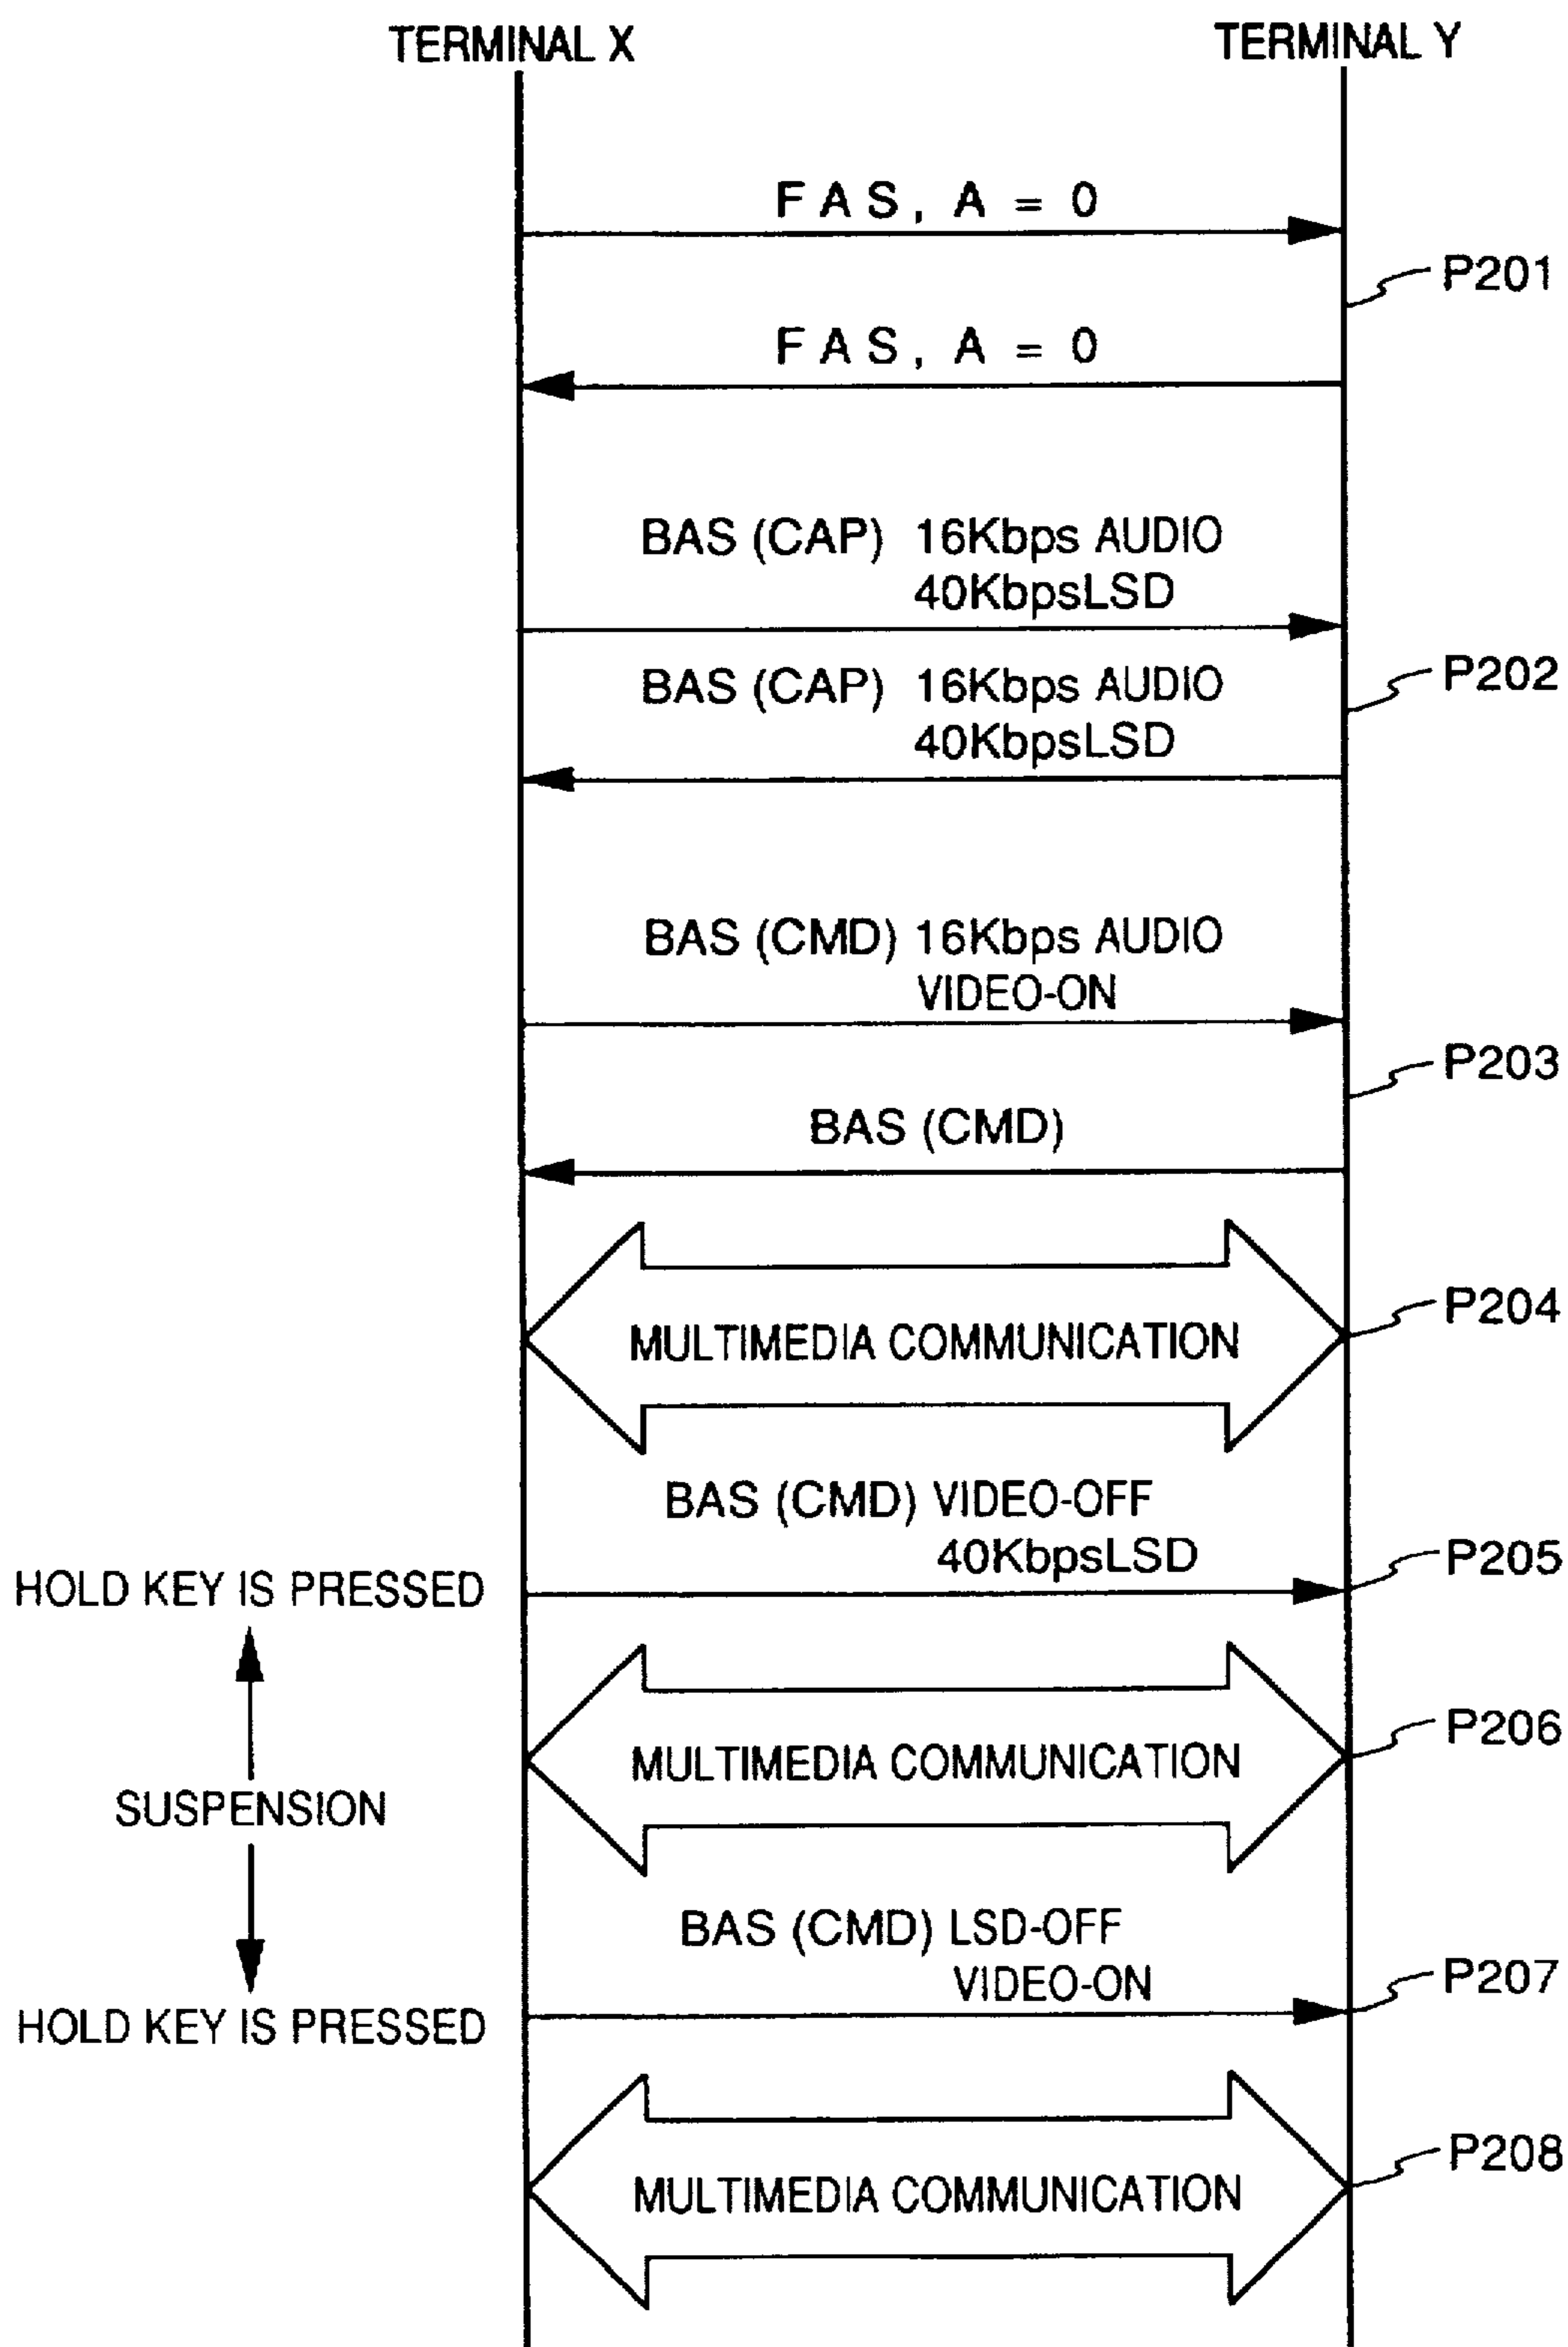 TERMINAL X
TERMINAL Y
FAS, A = 0
P201
FAS, A = 0
BAS (CAP) 16Kbps AUDIO
40KbpsLSD
BAS (CAP) 16Kbps AUDIO
P202
40KbpsLSD
BAS (CMD) 16Kbps AUDIO
VIDEO-ON
P203
BAS (CMD)
P204
MULTIMEDIA COMMUNICATION
BAS (CMD) VIDEO-OFF
40KbpsLSD
P205
HOLD KEY IS PRESSED
P206
MULTIMEDIA COMMUNICATION
SUSPENSION
BAS (CMD) LSD-OFF
VIDEO-ON
P207
HOLD KEY IS PRESSED
P208
MULTIMEDIA COMMUNICATION